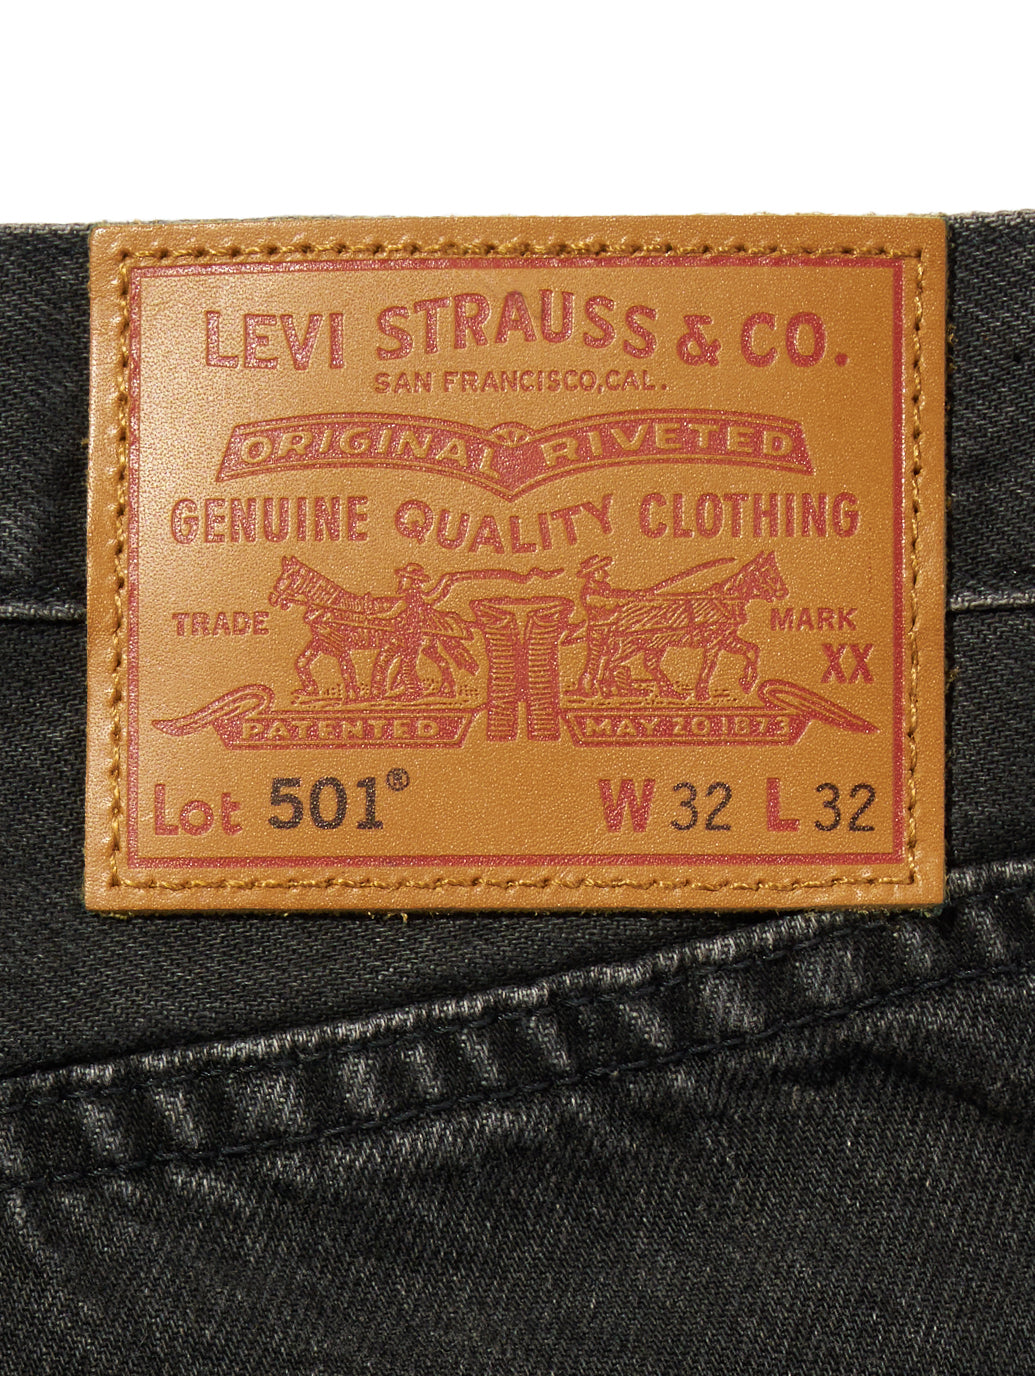 LEVI STRAUSS & CO.
SAN FRANCISCO, CAL.
ORIGINAL RIVETED
GENUINE QUALITY CLOTHING
TRADE MARK
XX
PATENTED MAY 20 1873
Lot 501® W 32 L 32